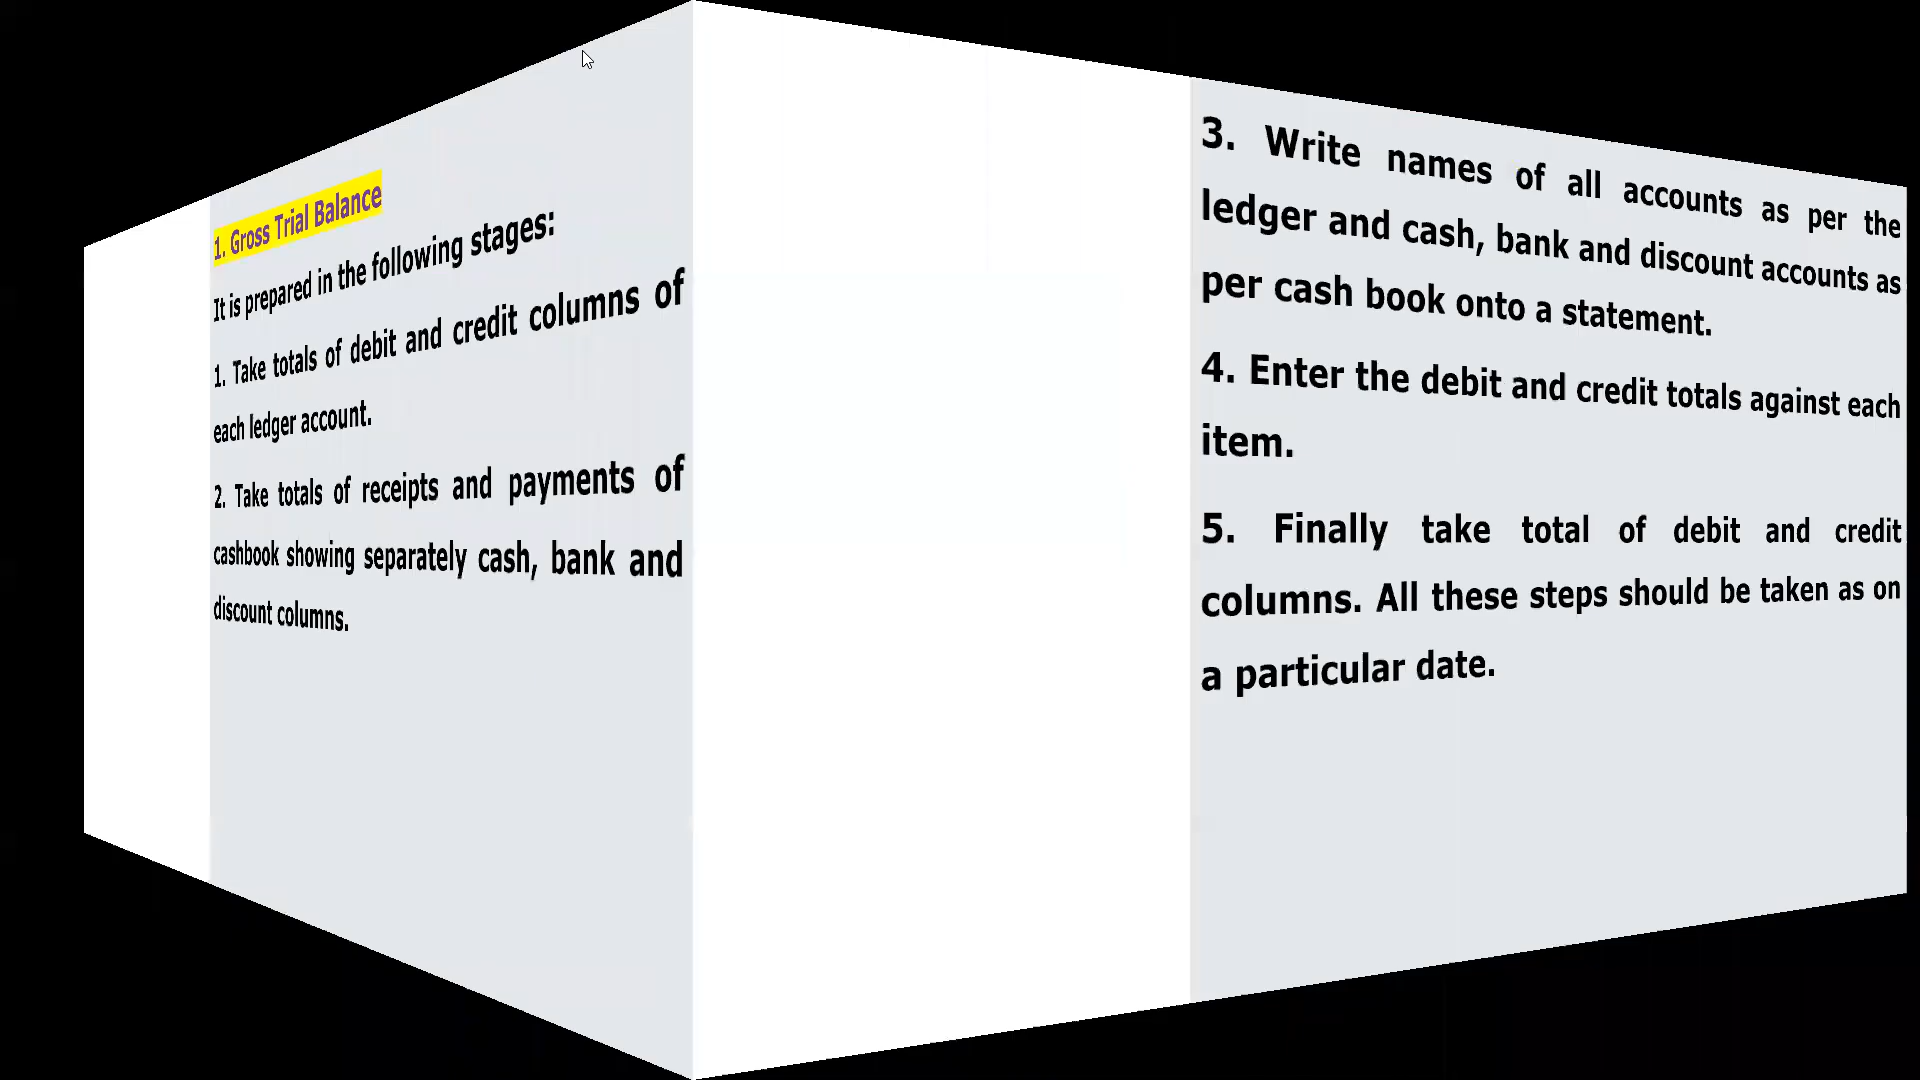 1. Gross Trial Balance
It is prepared in the following stages:
1. Take totals of debit and credit columns of
each ledger account.
2. Take totals of receipts and payments of
cashbook showing separately cash, bank and
discount columns.
3. Write names of all accounts as per the
ledger and cash, bank and discount accounts as
per cash book onto a statement.
4. Enter the debit and credit totals against each
item.
5. Finally take total of debit and credit
columns. All these steps should be taken as on
a particular date.